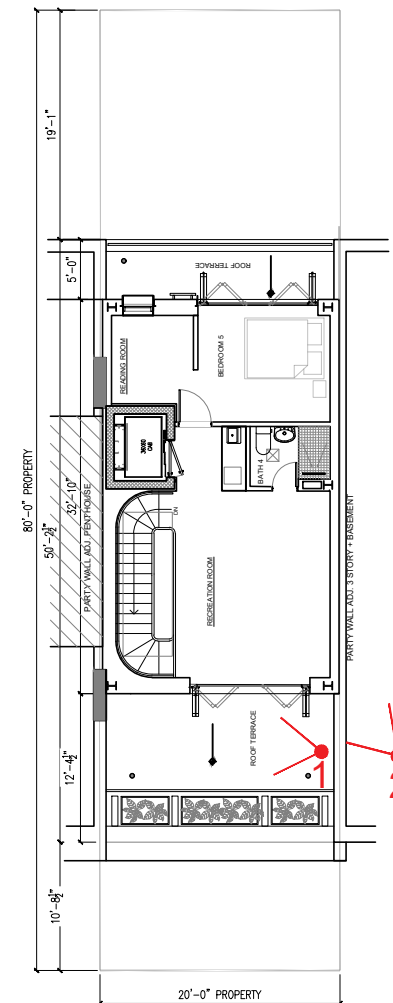 19'-1"
5'-0"
80'-0" PROPERTY
50'-2½"
32'-10"
12'-4½"
10'-8½"
20'-0" PROPERTY
ROOF TERRACE
READING ROOM
BEDROOM 5
BATH 4
DN
RECREATION ROOM
PARTY WALL ADJ. PENTHOUSE
PARTY WALL ADJ. 3 STORY + BASEMENT
ROOF TERRACE
1